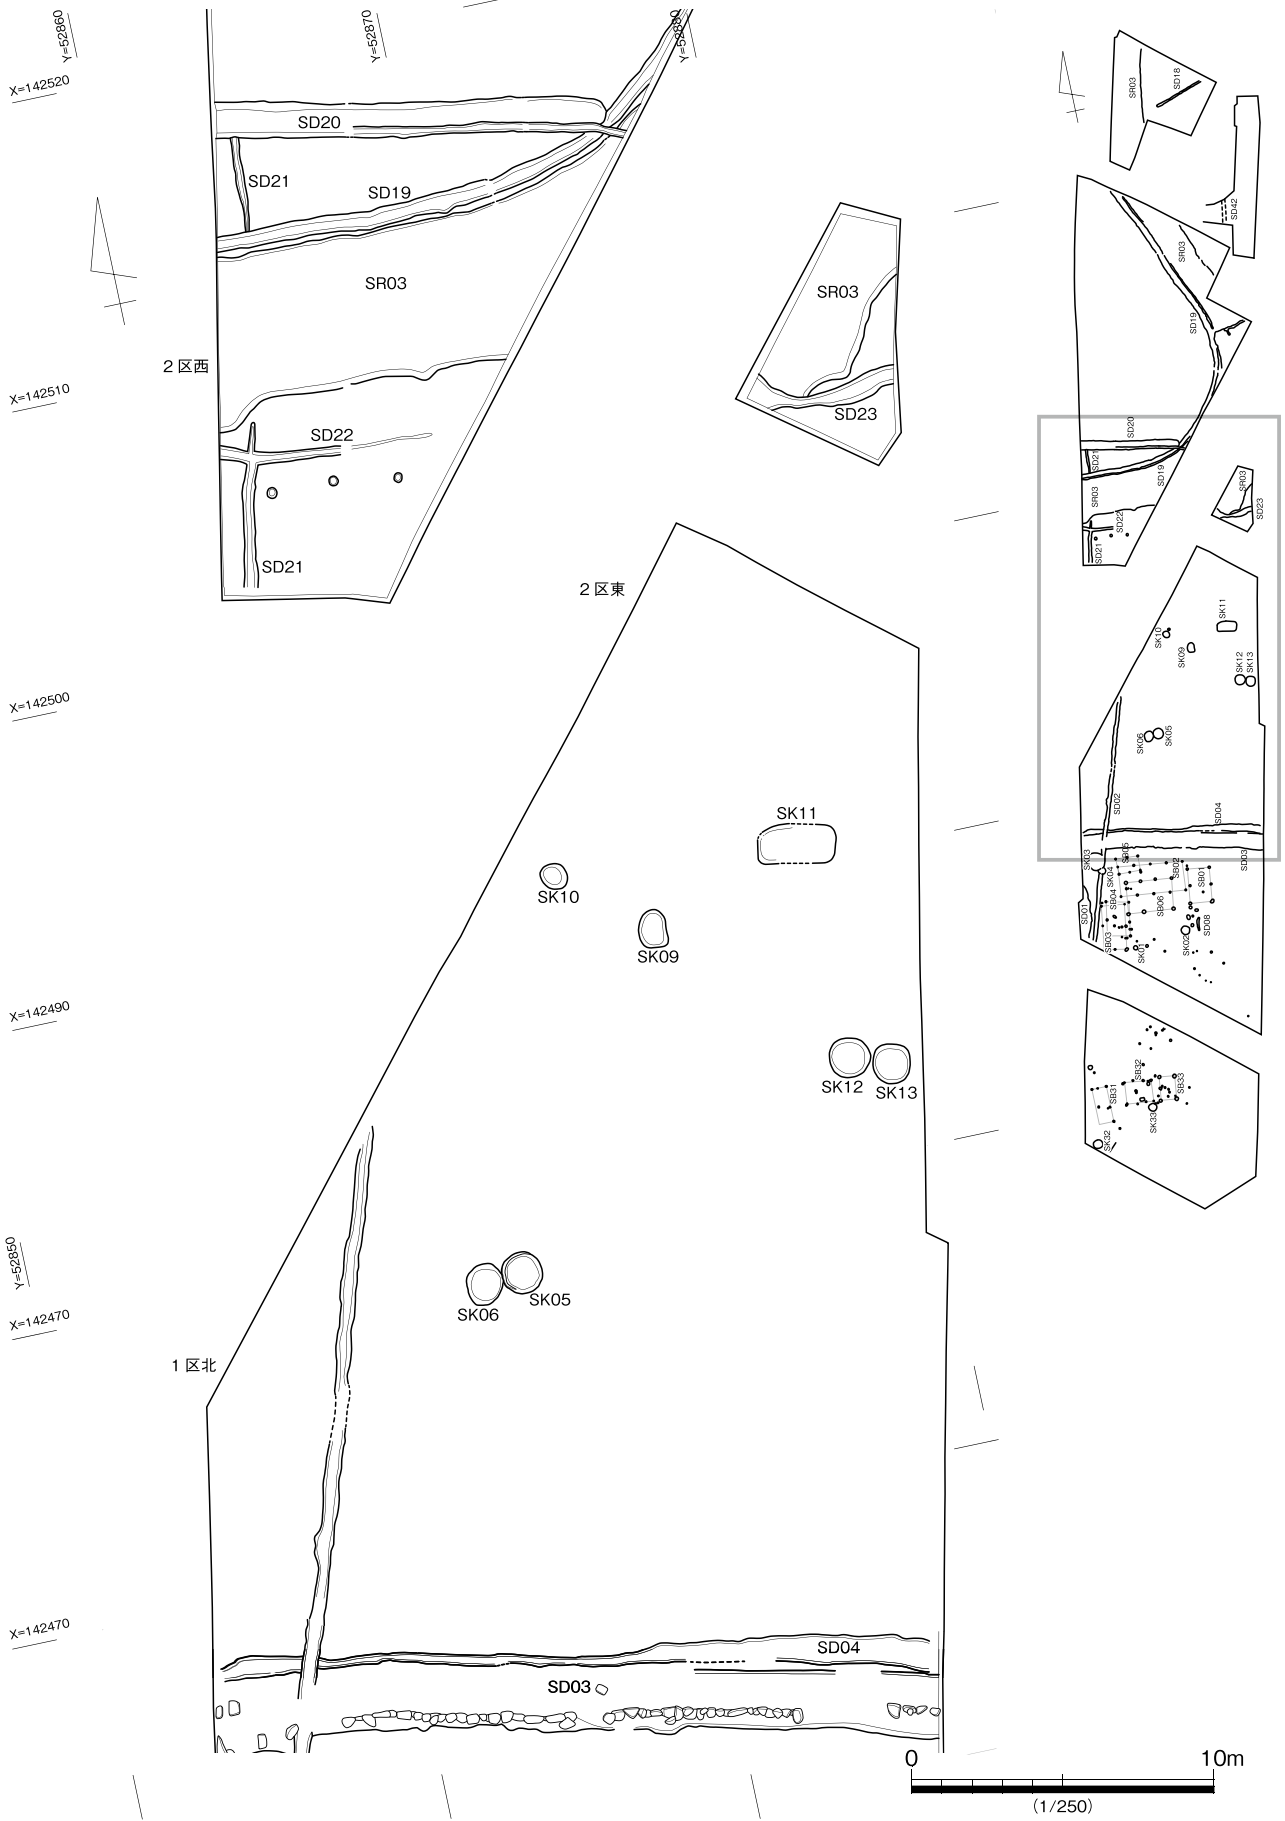 Y=52860
Y=52870
Y=52880
X=142520
SD20
SD21
SD19
SR03
2区西
X=142510
SD22
SD21
SR03
SD23
2区東
X=142500
SK11
SK10
SK09
X=142490
SK12
SK13
Y=52850
SK06
SK05
X=142470
1区北
X=142470
SD04
SD03
0
10m
(1/250)
SR03
SD18
SD42
SR03
SD19
SD20
SD21
SD19
SR03
SD22
SD21
SR03
SD23
SK11
SK10
SK09
SK12
SK13
SK06
SK05
SD02
SD04
SD03
SK03
SB05
SK04
SB02
SB01
SB04
SB06
SD01
SD08
SK02
SB03
SK01
SB32
SB33
SB31
SK33
SK32